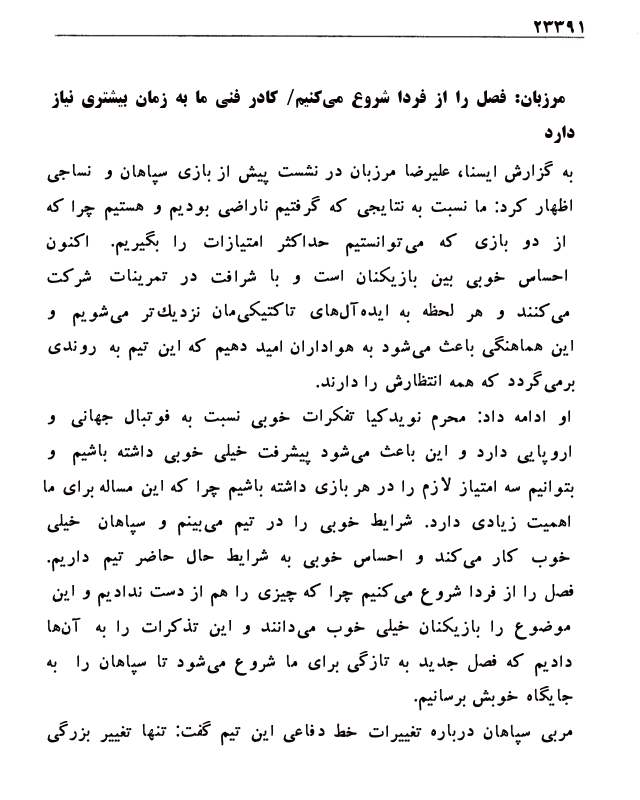 ۲۳۳۹۱
مرزبان: فصل را از فردا شروع می‌کنیم/ کادر فنی ما به زمان بیشتری نیاز
دارد
به گزارش ایسنا، علیرضا مرزبان در نشست پیش از بازی سپاهان و نساجی
اظهار کرد: ما نسبت به نتایجی که گرفتیم ناراضی بودیم و هستیم چرا که
از دو بازی که می‌توانستیم حداکثر امتیازات را بگیریم. اکنون
احساس خوبی بین بازیکنان است و با شرافت در تمرینات شرکت
می‌کنند و هر لحظه به ایده‌آل‌های تاکتیکی‌مان نزدیک‌تر می‌شویم و
این هماهنگی باعث می‌شود به هواداران امید دهیم که این تیم به روندی
برمی‌گردد که همه انتظارش را دارند.
او ادامه داد: محرم نویدکیا تفکرات خوبی نسبت به فوتبال جهانی و
اروپایی دارد و این باعث می‌شود پیشرفت خیلی خوبی داشته باشیم و
بتوانیم سه امتیاز لازم را در هر بازی داشته باشیم چرا که این مساله برای ما
اهمیت زیادی دارد. شرایط خوبی را در تیم می‌بینم و سپاهان خیلی
خوب کار می‌کند و احساس خوبی به شرایط حال حاضر تیم داریم.
فصل را از فردا شروع می‌کنیم چرا که چیزی را هم از دست ندادیم و این
موضوع را بازیکنان خیلی خوب می‌دانند و این تذکرات را به آن‌ها
دادیم که فصل جدید به تازگی برای ما شروع می‌شود تا سپاهان را به
جایگاه خوبش برسانیم.
مربی سپاهان درباره تغییرات خط دفاعی این تیم گفت: تنها تغییر بزرگی